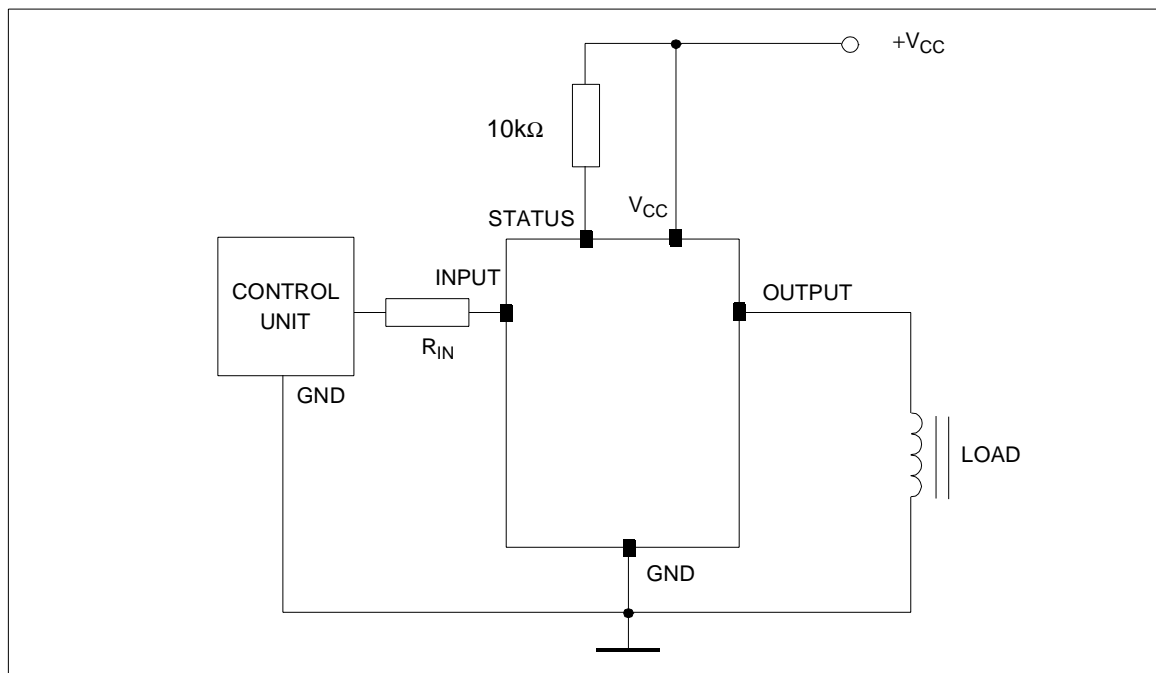 +VCC
10kΩ
VCC
STATUS
INPUT
CONTROL
UNIT
OUTPUT
RIN
GND
LOAD
GND